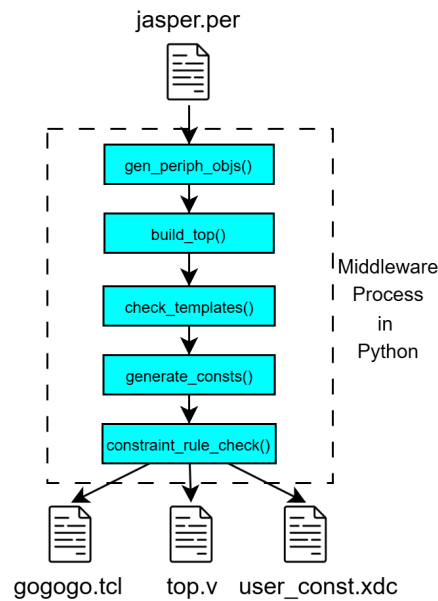 jasper.per
gen_periph_objs()
build_top()
check_templates()
generate_consts()
constraint_rule_check()
Middleware
Process
in
Python
gogogo.tcl
top.v
user_const.xdc